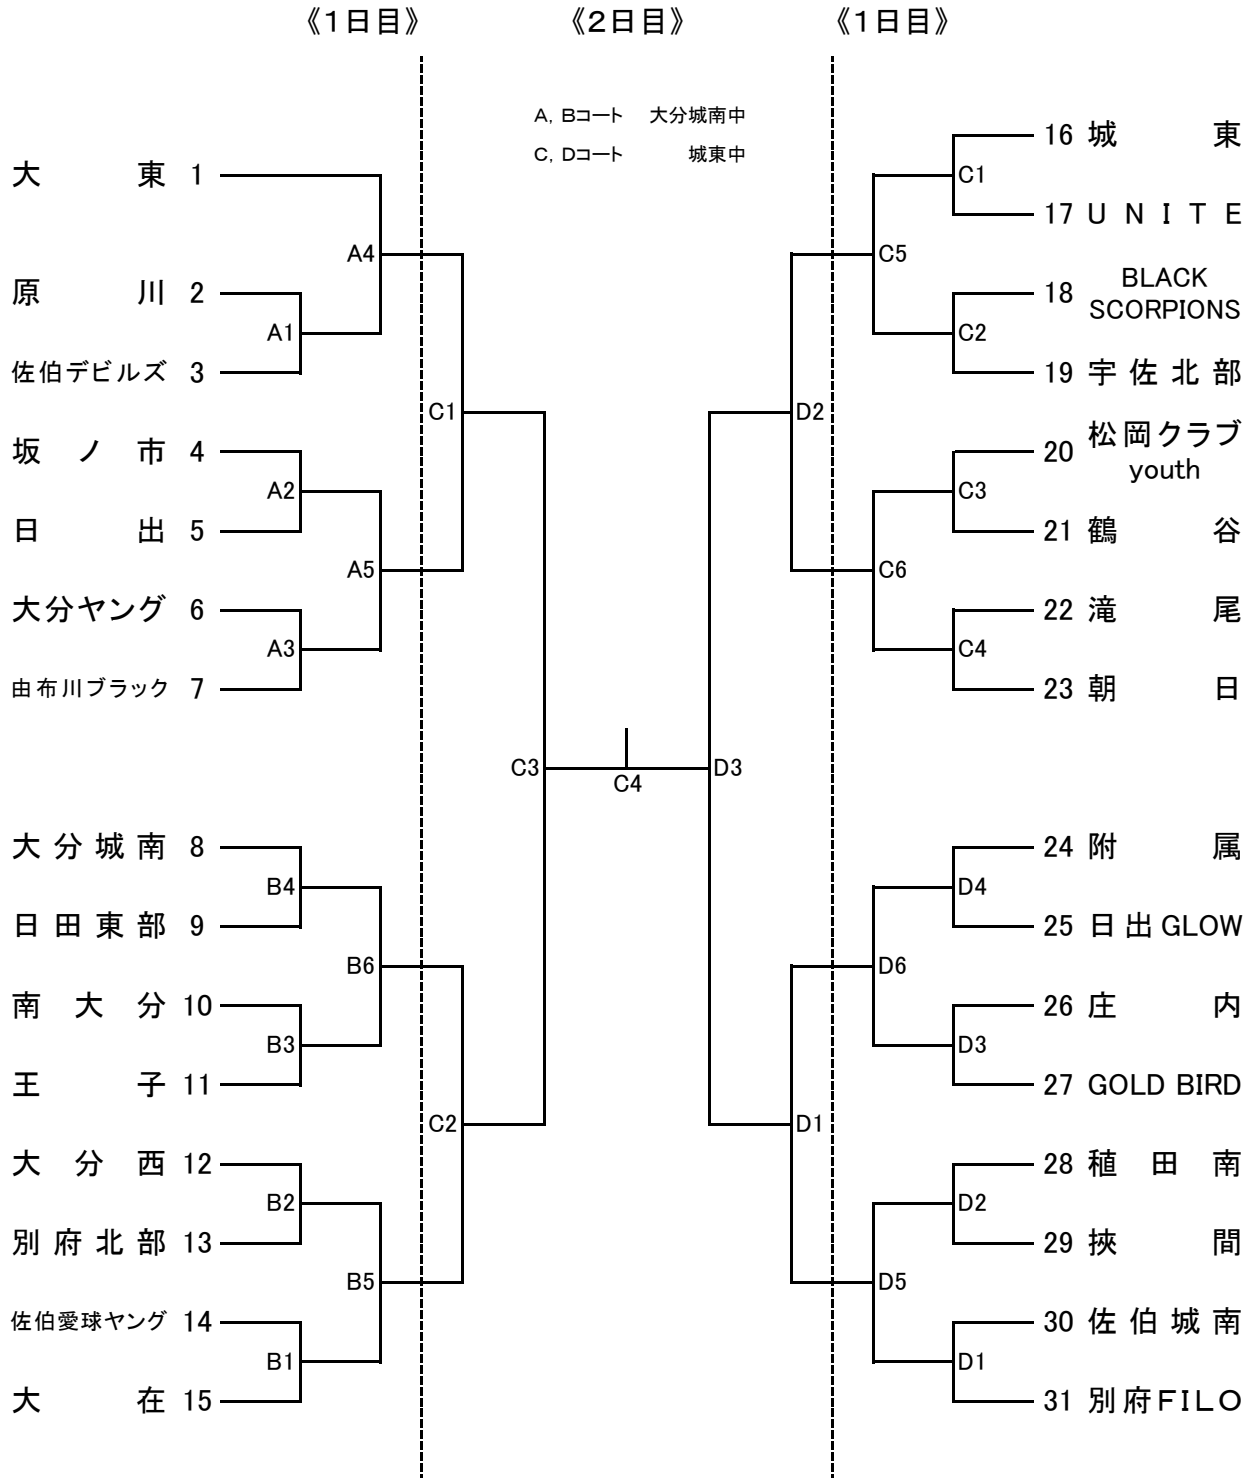 《1日目》 《2日目》 《1日目》
A, Bコート 大分城南中
C, Dコート 城東中
大東 1
原川 2
佐伯デビルズ 3
坂ノ市 4
日出 5
大分ヤング 6
由布川ブラック 7
大分城南 8
日田東部 9
南大分 10
王子 11
大分西 12
別府北部 13
佐伯愛球ヤング 14
大在 15
A4
A1
A2
A5
A3
B4
B6
B3
B2
B5
B1
C1
C2
C3
C4
D3
D2
D1
C1
C5
C2
C3
C6
C4
D4
D6
D3
D2
D5
D1
16 城東
17 UNITE
18 BLACK
SCORPIONS
19 宇佐北部
20 松岡クラブ
youth
21 鶴谷
22 滝尾
23 朝日
24 附属
25 日出GLOW
26 庄内
27 GOLD BIRD
28 稙田南
29 挾間
30 佐伯城南
31 別府FILO